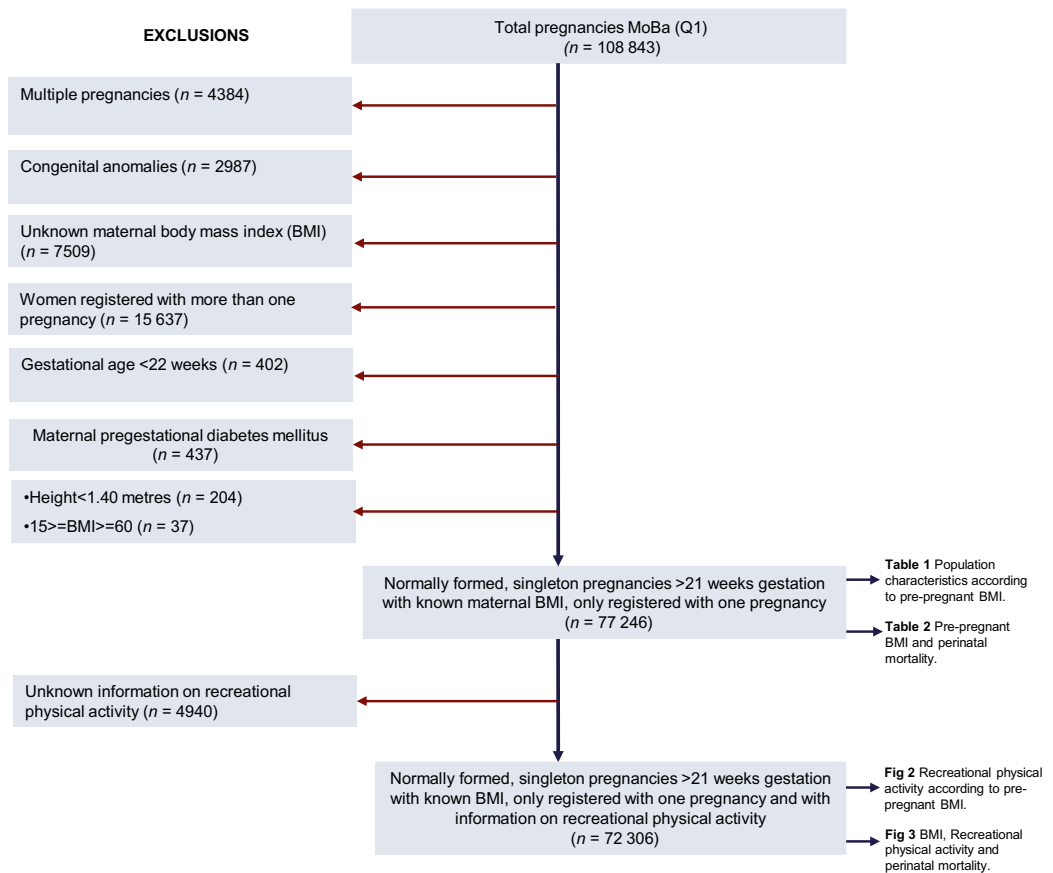 EXCLUSIONS
Total pregnancies MoBa (Q1)
(n = 108 843)
Multiple pregnancies (n = 4384)
Congenital anomalies (n = 2987)
Unknown maternal body mass index (BMI)
(n = 7509)
Women registered with more than one
pregnancy (n = 15 637)
Gestational age <22 weeks (n = 402)
Maternal pregestational diabetes mellitus
(n = 437)
•Height<1.40 metres (n = 204)
•15>=BMI>=60 (n = 37)
Normally formed, singleton pregnancies >21 weeks gestation
with known maternal BMI, only registered with one pregnancy
(n = 77 246)
Table 1 Population
characteristics according
to pre-pregnant BMI.
Table 2 Pre-pregnant
BMI and perinatal
mortality.
Unknown information on recreational
physical activity (n = 4940)
Normally formed, singleton pregnancies >21 weeks gestation
with known BMI, only registered with one pregnancy and with
information on recreational physical activity
(n = 72 306)
Fig 2 Recreational physical
activity according to pre-
pregnant BMI.
Fig 3 BMI, Recreational
physical activity and
perinatal mortality.